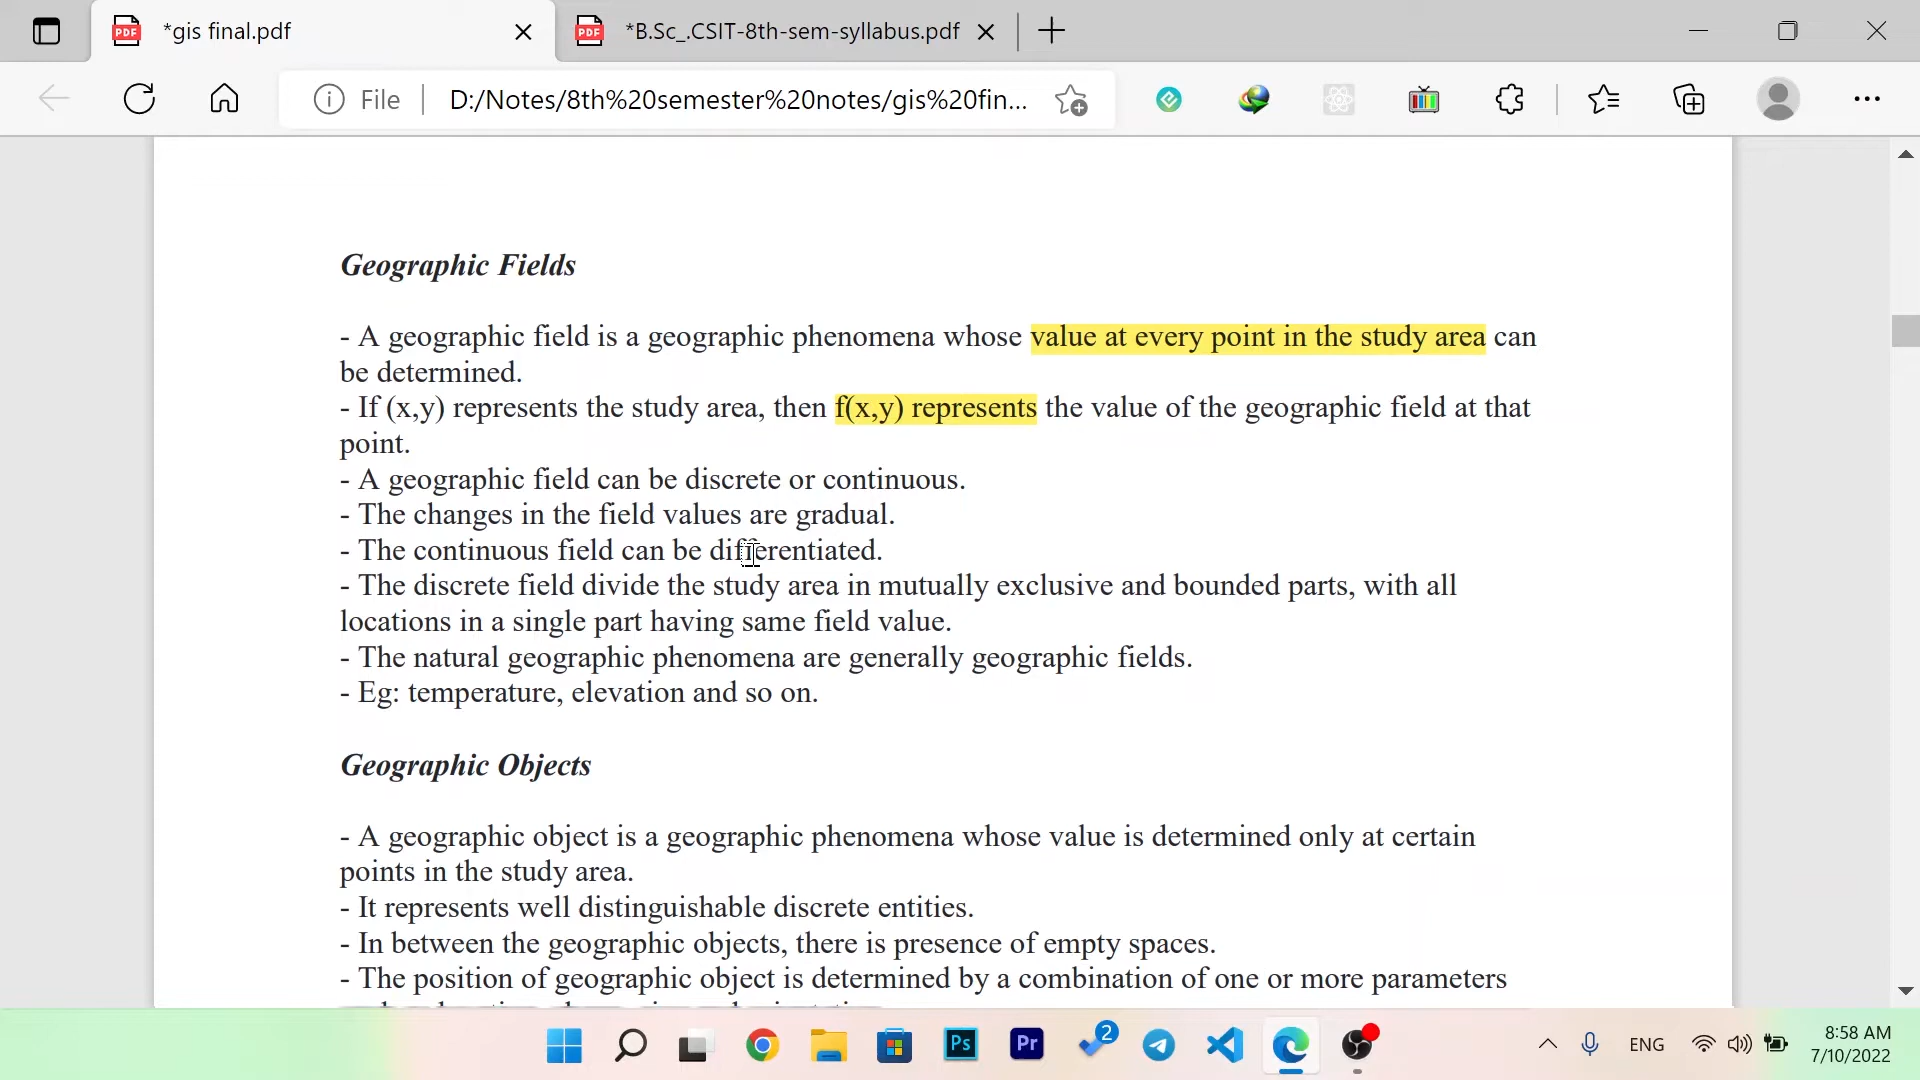 *gis final.pdf
*B.Sc_.CSIT-8th-sem-syllabus.pdf
File
D:/Notes/8th%20semester%20notes/gis%20fin...
Geographic Fields
- A geographic field is a geographic phenomena whose value at every point in the study area can
be determined.
- If (x,y) represents the study area, then f(x,y) represents the value of the geographic field at that
point.
- A geographic field can be discrete or continuous.
- The changes in the field values are gradual.
- The continuous field can be differentiated.
- The discrete field divide the study area in mutually exclusive and bounded parts, with all
locations in a single part having same field value.
- The natural geographic phenomena are generally geographic fields.
- Eg: temperature, elevation and so on.
Geographic Objects
- A geographic object is a geographic phenomena whose value is determined only at certain
points in the study area.
- It represents well distinguishable discrete entities.
- In between the geographic objects, there is presence of empty spaces.
- The position of geographic object is determined by a combination of one or more parameters
Ps
Pr
2
ENG
8:58 AM
7/10/2022